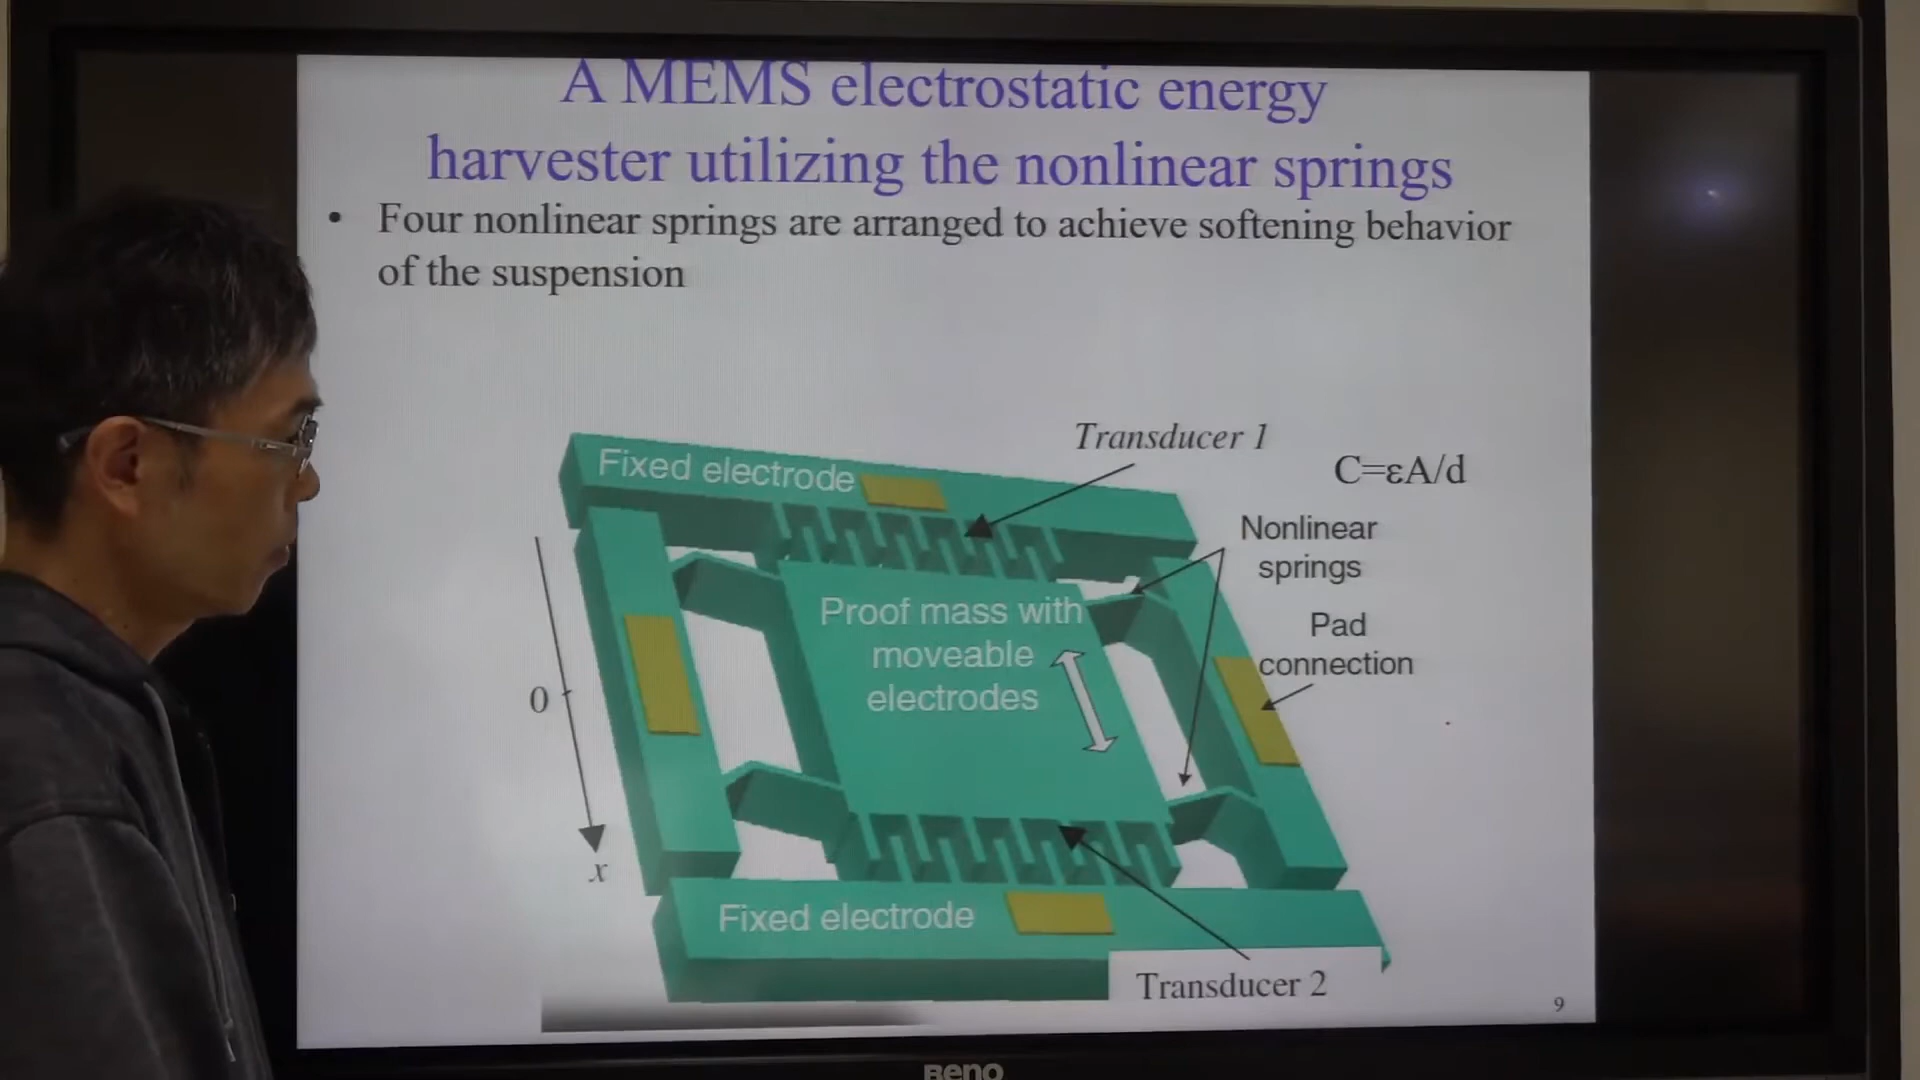 A MEMS electrostatic energy
harvester utilizing the nonlinear springs
• Four nonlinear springs are arranged to achieve softening behavior
of the suspension
Transducer 1
C=εA/d
Fixed electrode
Nonlinear
springs
Proof mass with
moveable
electrodes
Pad
connection
0
x
Fixed electrode
Transducer 2
9
BenQ